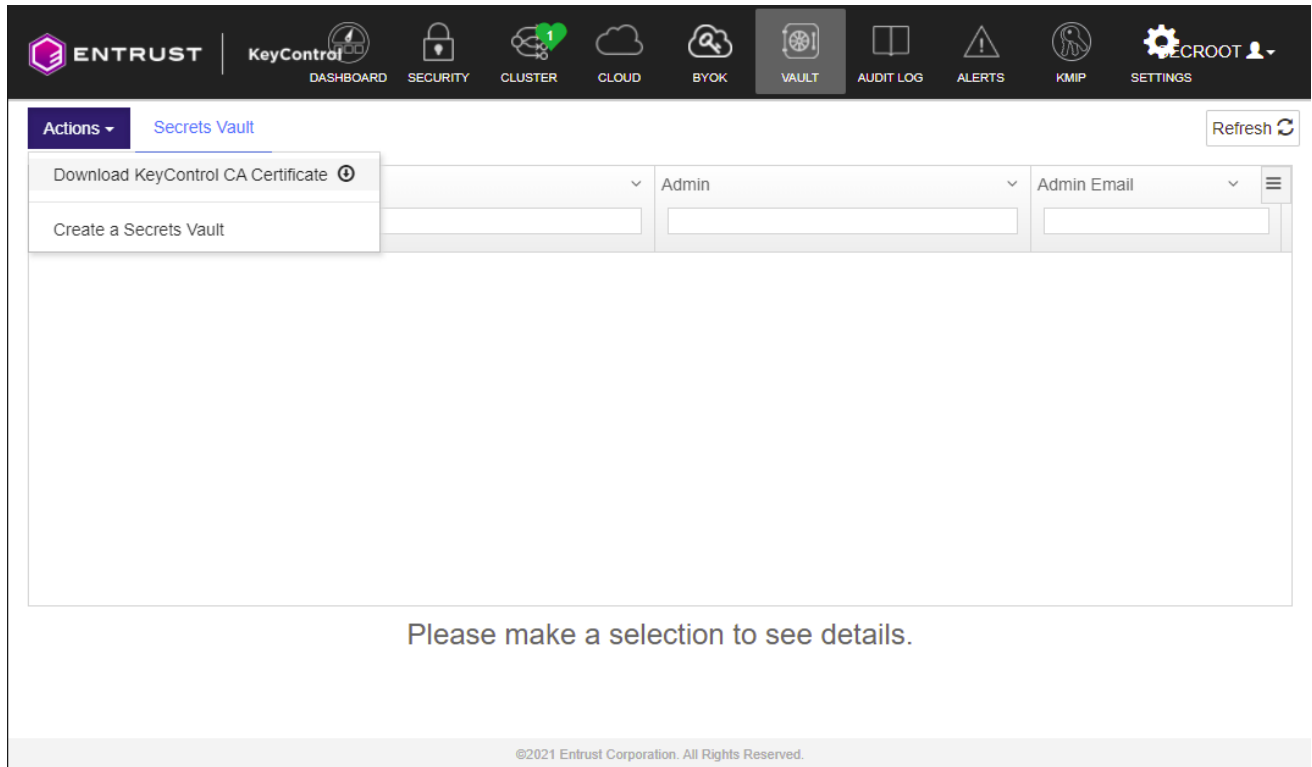 ENTRUST
KeyControl
1
SECROOT
DASHBOARD SECURITY CLUSTER CLOUD BYOK VAULT AUDIT LOG ALERTS KMIP SETTINGS
Actions Secrets Vault Refresh
Download KeyControl CA Certificate
Admin Admin Email
Create a Secrets Vault
Please make a selection to see details.
©2021 Entrust Corporation. All Rights Reserved.